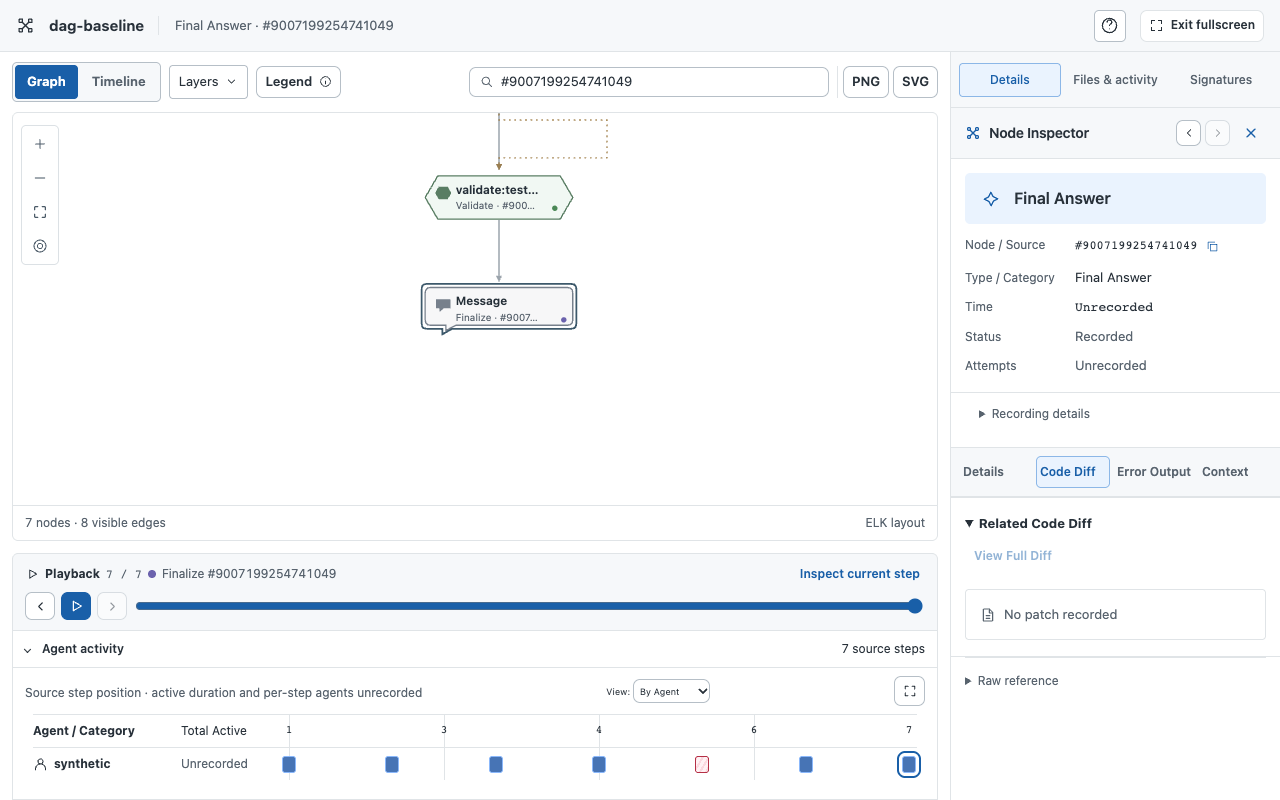 dag-baseline
Final Answer · #9007199254741049
Exit fullscreen
Graph
Timeline
Layers
Legend
#9007199254741049
PNG
SVG
Details
Files & activity
Signatures
Node Inspector
validate:test...
Validate · #900...
Message
Finalize · #9007...
Final Answer
Node / Source #9007199254741049
Type / Category Final Answer
Time Unrecorded
Status Recorded
Attempts Unrecorded
Recording details
Details
Code Diff
Error Output
Context
Related Code Diff
View Full Diff
No patch recorded
Raw reference
7 nodes · 8 visible edges
ELK layout
Playback 7 / 7 Finalize #9007199254741049
Inspect current step
Agent activity
7 source steps
Source step position · active duration and per-step agents unrecorded
View: By Agent
Agent / Category Total Active 1 3 4 6 7
synthetic Unrecorded